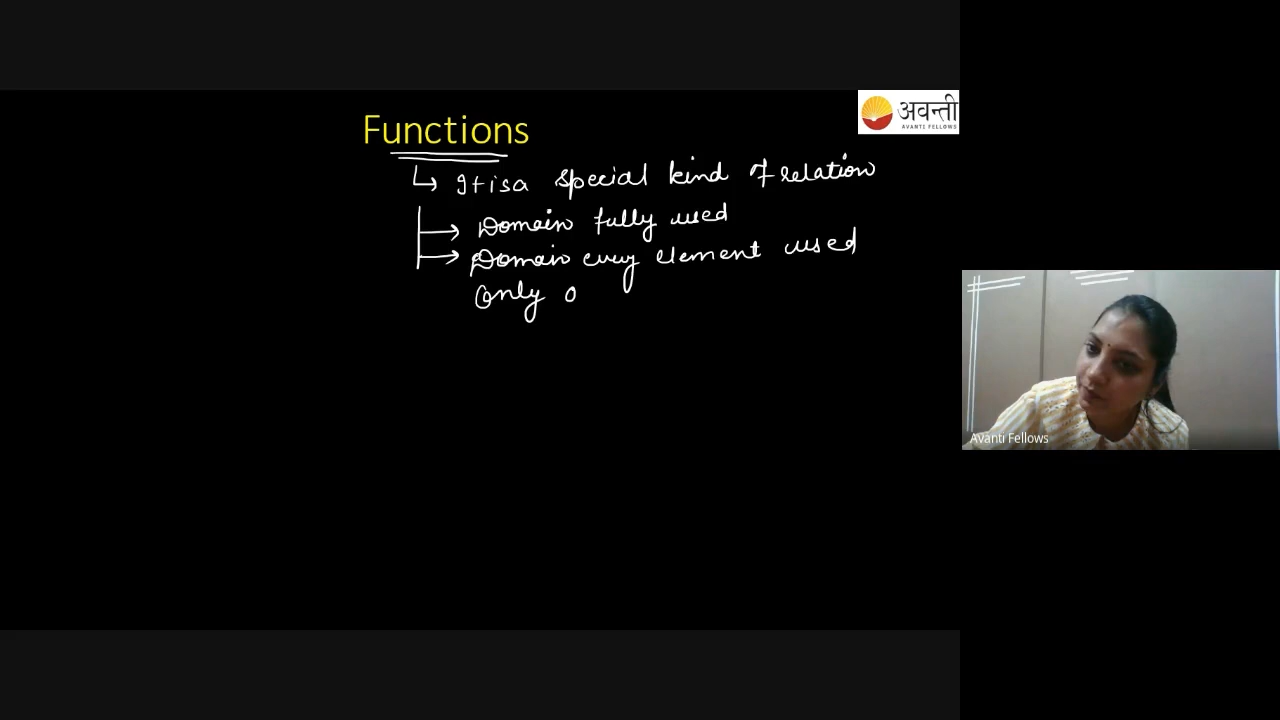 Functions
अवन्ती
AVANTI FELLOWS
It is a special kind of relation
Domain fully used
Domain every element used
Only o
Avanti Fellows